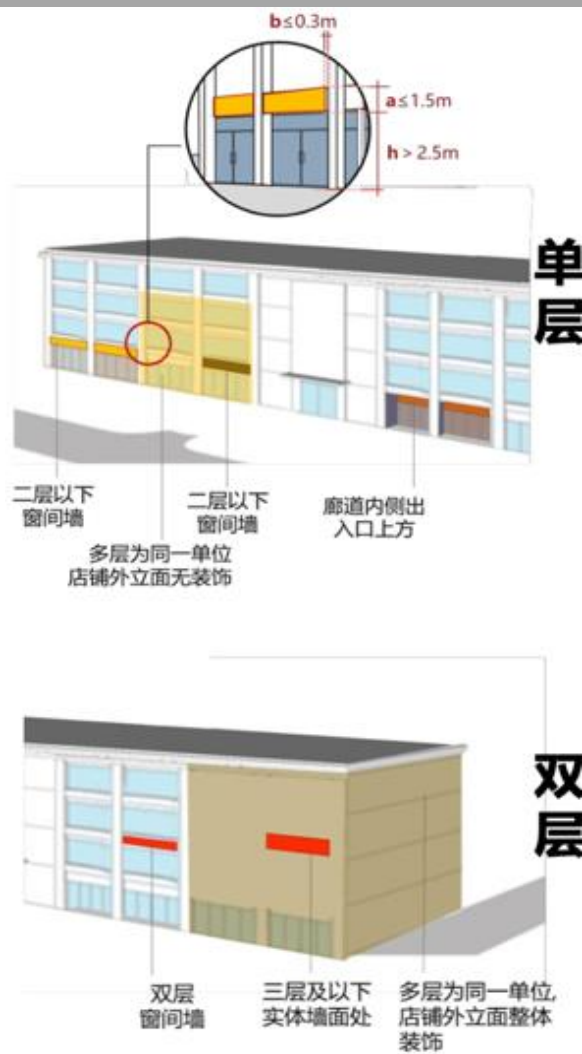 b≤0.3m
a≤1.5m
h > 2.5m
单
层
二层以下
窗间墙
二层以下
窗间墙
廊道内侧出
入口上方
多层为同一单位
店铺外立面无装饰
双
层
双层
窗间墙
三层及以下
实体墙面处
多层为同一单位,
店铺外立面整体
装饰